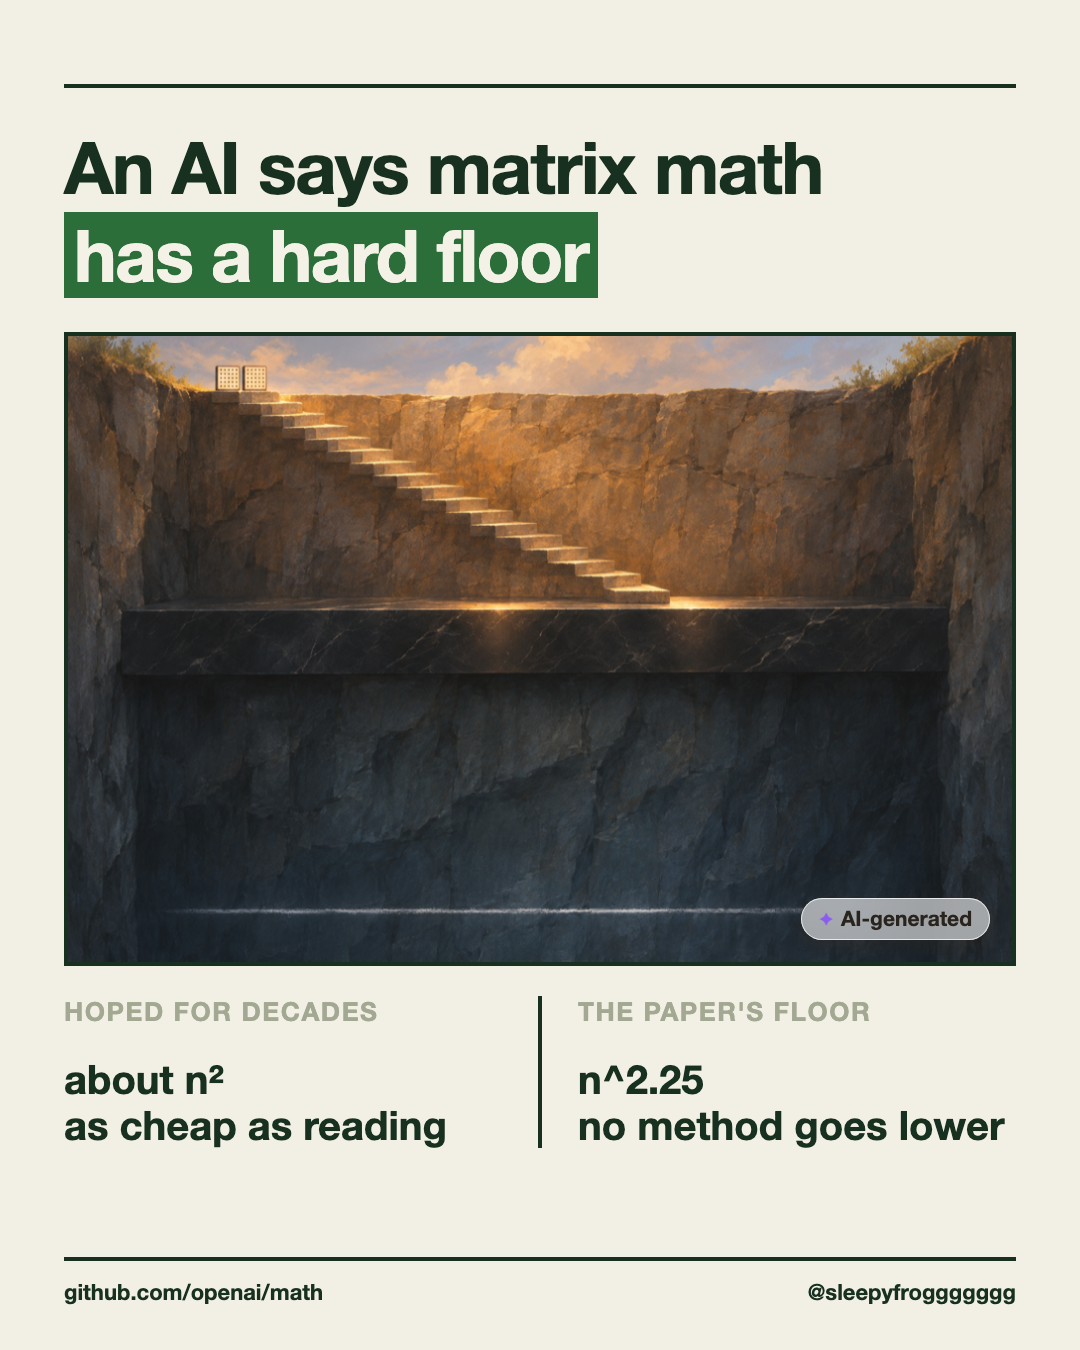 An AI says matrix math
has a hard floor
AI-generated
HOPED FOR DECADES
about n²
as cheap as reading
THE PAPER'S FLOOR
n^2.25
no method goes lower
github.com/openai/math
@sleepyfrogggggggg